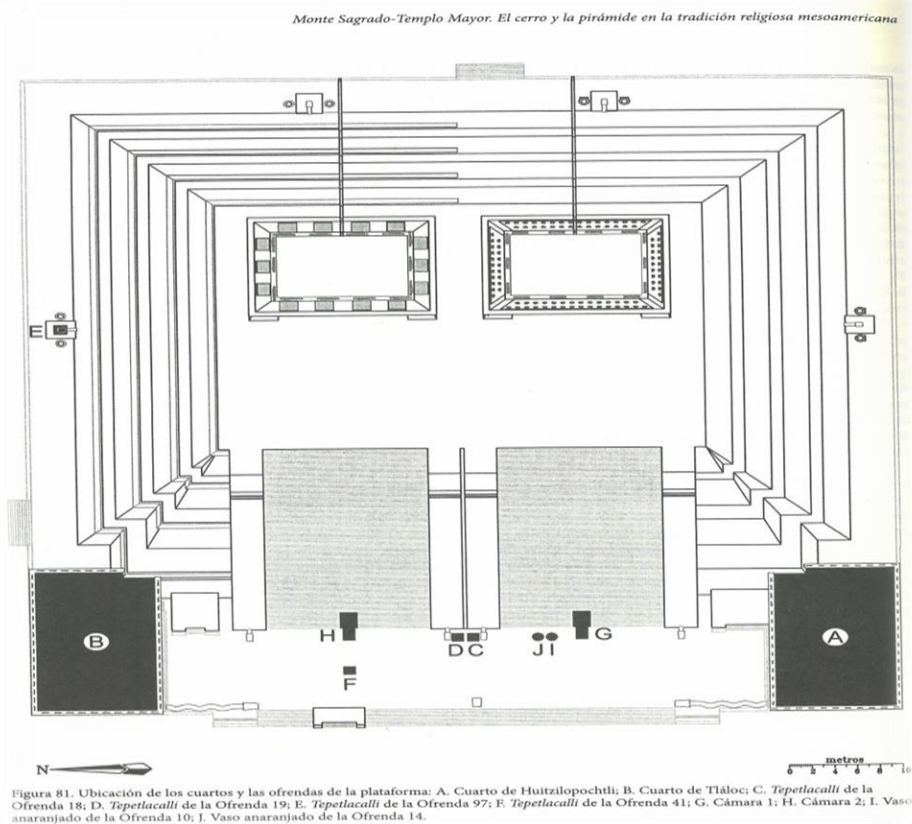 Monte Sagrado-Templo Mayor. El cerro y la pirámide en la tradición religiosa mesoamericana
E
H
D C
J I
G
F
B
A
N
metros
0 2 4 6 8 10
Figura 81. Ubicación de los cuartos y las ofrendas de la plataforma: A. Cuarto de Huitzilopochtli; B. Cuarto de Tláloc; C. Tepetlacalli de la
Ofrenda 18; D. Tepetlacalli de la Ofrenda 19; E. Tepetlacalli de la Ofrenda 97; F. Tepetlacalli de la Ofrenda 41; G. Cámara 1; H. Cámara 2; I. Vaso
anaranjado de la Ofrenda 10; J. Vaso anaranjado de la Ofrenda 14.